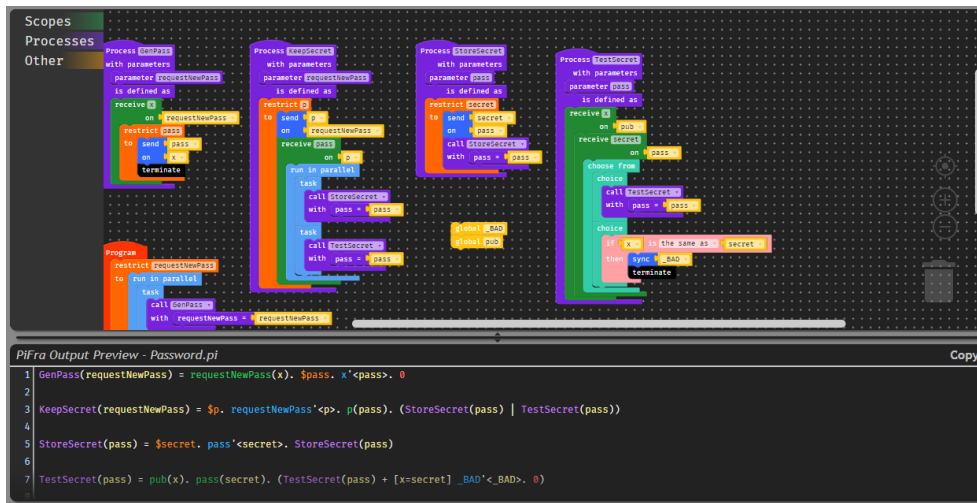 Scopes
Processes
Other
Process GenPass
with parameters
parameter requestNewPass
is defined as
receive x
on requestNewPass
restrict pass
to send pass
on x
terminate
Process KeepSecret
with parameters
parameter requestNewPass
is defined as
restrict p
to send p
on requestNewPass
receive pass
on p
run in parallel
task
call StoreSecret
with pass = pass
task
call TestSecret
with pass = pass
Process StoreSecret
with parameters
parameter pass
is defined as
restrict secret
to send secret
on pass
call StoreSecret
with pass = pass
global _BAD
global pub
Process TestSecret
with parameters
parameter pass
is defined as
receive x
on pub
receive secret
on pass
choose from
choice
call TestSecret
with pass = pass
choice
if x is the same as secret
then sync _BAD
terminate
Program
restrict requestNewPass
to run in parallel
task
call GenPass
with requestNewPass = requestNewPass
PiFra Output Preview - Password.pi
Copy
1 GenPass(requestNewPass) = requestNewPass(x). $pass. x'<pass>. 0
2
3 KeepSecret(requestNewPass) = $p. requestNewPass'<p>. p(pass). (StoreSecret(pass) | TestSecret(pass))
4
5 StoreSecret(pass) = $secret. pass'<secret>. StoreSecret(pass)
6
7 TestSecret(pass) = pub(x). pass(secret). (TestSecret(pass) + [x=secret] _BAD'<_BAD>. 0)